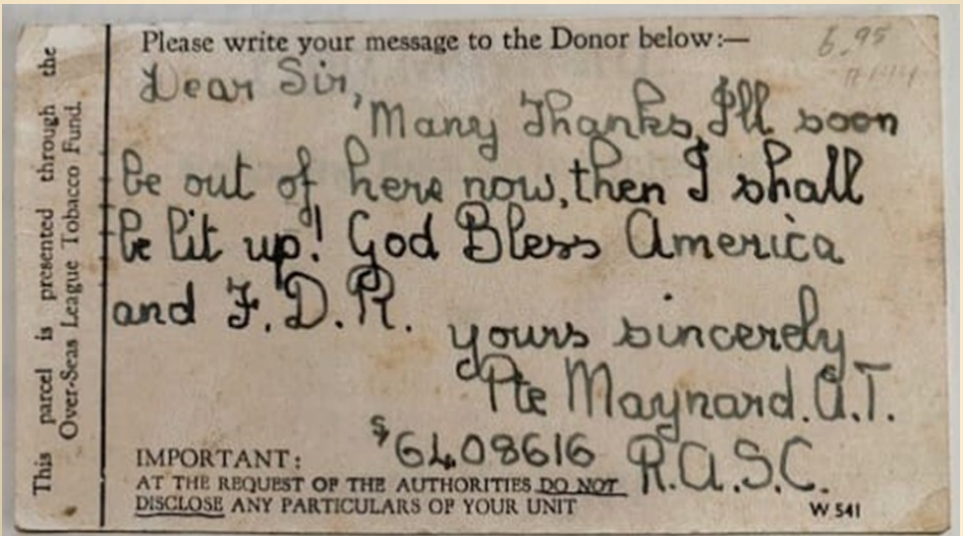 This parcel is presented through the
Over-Seas League Tobacco Fund.
Please write your message to the Donor below:—
6.95
Dear Sir,
Many Thanks, I'll soon
be out of here now, then I shall
be lit up! God Bless America
and F.D.R.
yours sincerely
Pte Maynard. A.T.
S/6408616 R.A.S.C.
IMPORTANT:
AT THE REQUEST OF THE AUTHORITIES DO NOT
DISCLOSE ANY PARTICULARS OF YOUR UNIT
W 541